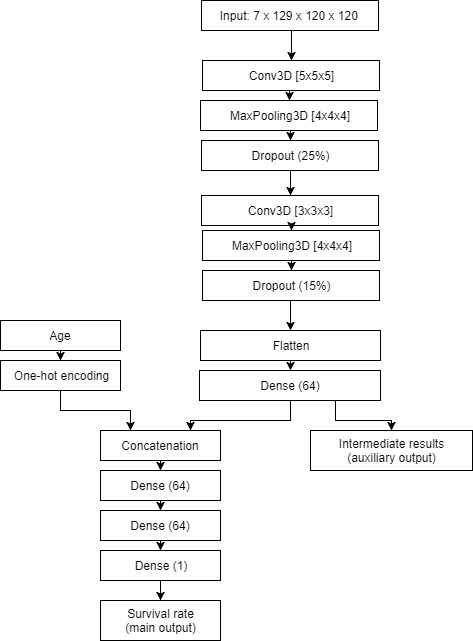 Input: 7 x 129 x 120 x 120
Conv3D [5x5x5]
MaxPooling3D [4x4x4]
Dropout (25%)
Conv3D [3x3x3]
MaxPooling3D [4x4x4]
Dropout (15%)
Flatten
Dense (64)
Age
One-hot encoding
Concatenation
Dense (64)
Dense (64)
Dense (1)
Survival rate
(main output)
Intermediate results
(auxiliary output)